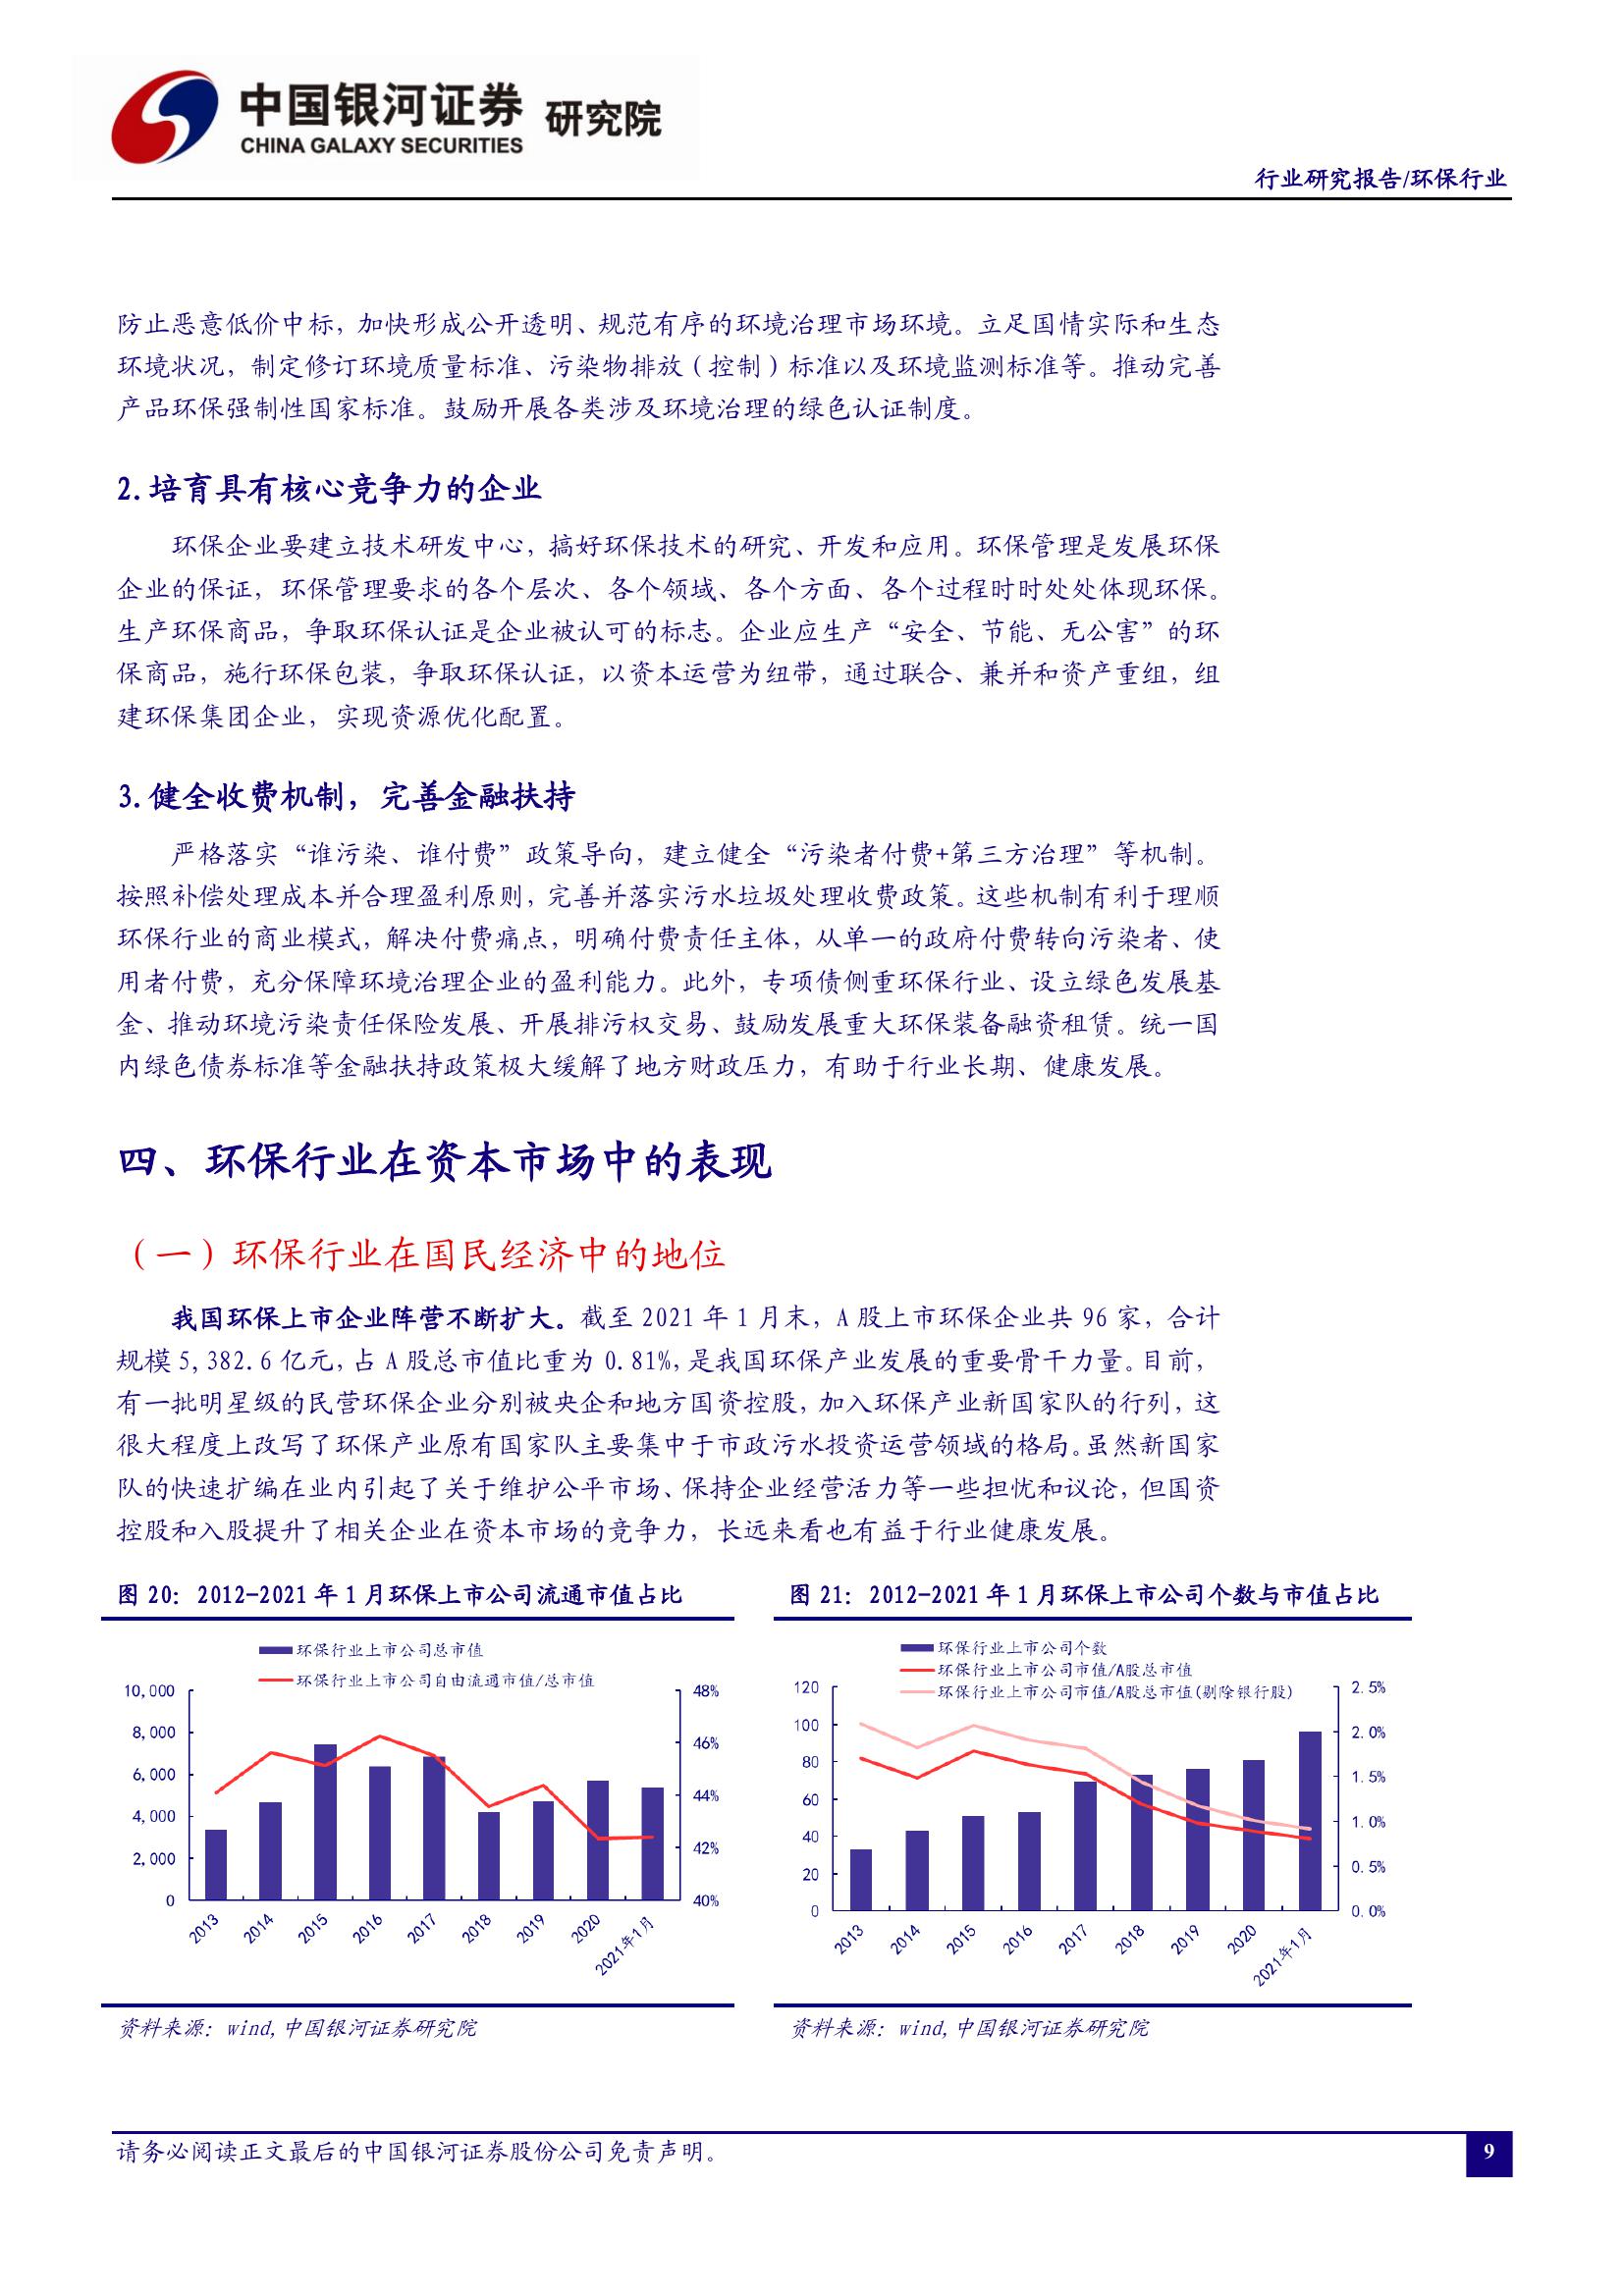 中国银河证券 研究院
CHINA GALAXY SECURITIES
行业研究报告/环保行业
防止恶意低价中标，加快形成公开透明、规范有序的环境治理市场环境。立足国情实际和生态
环境状况，制定修订环境质量标准、污染物排放（控制）标准以及环境监测标准等。推动完善
产品环保强制性国家标准。鼓励开展各类涉及环境治理的绿色认证制度。
2.培育具有核心竞争力的企业
环保企业要建立技术研发中心，搞好环保技术的研究、开发和应用。环保管理是发展环保
企业的保证，环保管理要求的各个层次、各个领域、各个方面、各个过程时时处处体现环保。
生产环保商品，争取环保认证是企业被认可的标志。企业应生产“安全、节能、无公害”的环
保商品，施行环保包装，争取环保认证，以资本运营为纽带，通过联合、兼并和资产重组，组
建环保集团企业，实现资源优化配置。
3.健全收费机制，完善金融扶持
严格落实“谁污染、谁付费”政策导向，建立健全“污染者付费+第三方治理”等机制。
按照补偿处理成本并合理盈利原则，完善并落实污水垃圾处理收费政策。这些机制有利于理顺
环保行业的商业模式，解决付费痛点，明确付费责任主体，从单一的政府付费转向污染者、使
用者付费，充分保障环境治理企业的盈利能力。此外，专项债侧重环保行业、设立绿色发展基
金、推动环境污染责任保险发展、开展排污权交易、鼓励发展重大环保装备融资租赁。统一国
内绿色债券标准等金融扶持政策极大缓解了地方财政压力，有助于行业长期、健康发展。
四、环保行业在资本市场中的表现
（一）环保行业在国民经济中的地位
我国环保上市企业阵营不断扩大。截至 2021 年 1 月末，A 股上市环保企业共 96 家，合计
规模 5,382.6 亿元，占 A 股总市值比重为 0.81%，是我国环保产业发展的重要骨干力量。目前，
有一批明星级的民营环保企业分别被央企和地方国资控股，加入环保产业新国家队的行列，这
很大程度上改写了环保产业原有国家队主要集中于市政污水投资运营领域的格局。虽然新国家
队的快速扩编在业内引起了关于维护公平市场、保持企业经营活力等一些担忧和议论，但国资
控股和入股提升了相关企业在资本市场的竞争力，长远来看也有益于行业健康发展。
图 20：2012-2021 年 1 月环保上市公司流通市值占比
环保行业上市公司总市值
环保行业上市公司自由流通市值/总市值
10,000
8,000
6,000
4,000
2,000
0
48%
46%
44%
42%
40%
2013
2014
2015
2016
2017
2018
2019
2020
2021年1月
资料来源：wind,中国银河证券研究院
图 21：2012-2021 年 1 月环保上市公司个数与市值占比
环保行业上市公司个数
环保行业上市公司市值/A股总市值
环保行业上市公司市值/A股总市值(剔除银行股)
120
100
80
60
40
20
0
2.5%
2.0%
1.5%
1.0%
0.5%
0.0%
2013
2014
2015
2016
2017
2018
2019
2020
2021年1月
资料来源：wind,中国银河证券研究院
请务必阅读正文最后的中国银河证券股份公司免责声明。
9